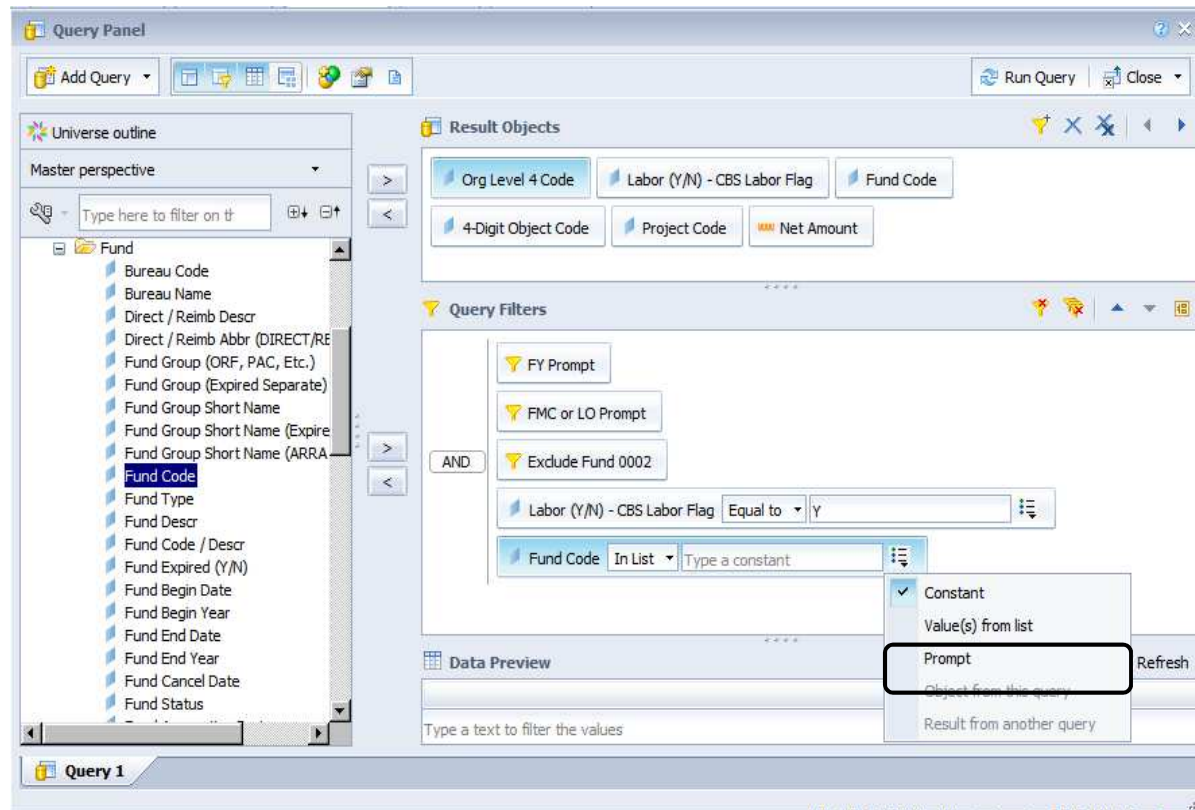 Query Panel
Add Query
Run Query
Close
Universe outline
Master perspective
Type here to filter on th
Fund
Bureau Code
Bureau Name
Direct / Reimb Descr
Direct / Reimb Abbr (DIRECT/RE
Fund Group (ORF, PAC, Etc.)
Fund Group (Expired Separate)
Fund Group Short Name
Fund Group Short Name (Expire
Fund Group Short Name (ARRA
Fund Code
Fund Type
Fund Descr
Fund Code / Descr
Fund Expired (Y/N)
Fund Begin Date
Fund Begin Year
Fund End Date
Fund End Year
Fund Cancel Date
Fund Status
>
<
>
<
Result Objects
Org Level 4 Code Labor (Y/N) - CBS Labor Flag Fund Code
4-Digit Object Code Project Code Net Amount
Query Filters
AND
FY Prompt
FMC or LO Prompt
Exclude Fund 0002
Labor (Y/N) - CBS Labor Flag Equal to Y
Fund Code In List Type a constant
Constant
Value(s) from list
Prompt
Object from this query
Result from another query
Data Preview Refresh
Type a text to filter the values
Query 1